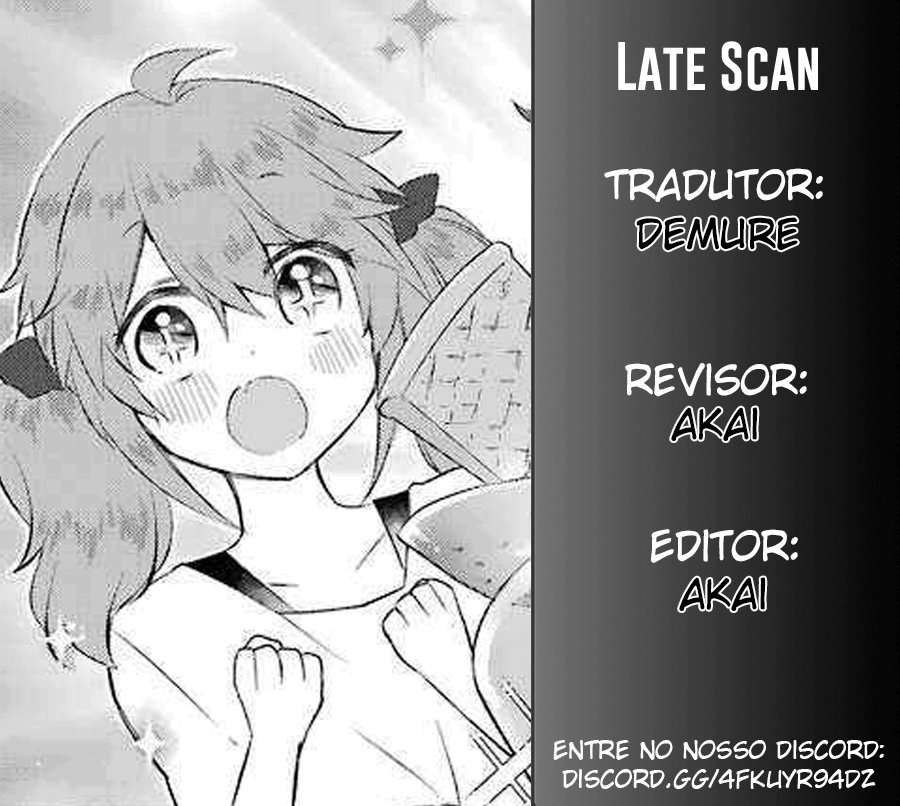 LATE SCAN
TRADUTOR:
DEMURE
REVISOR:
AKAI
EDITOR:
AKAI
ENTRE NO NOSSO DISCORD:
DISCORD.GG/4FKUYR94DZ